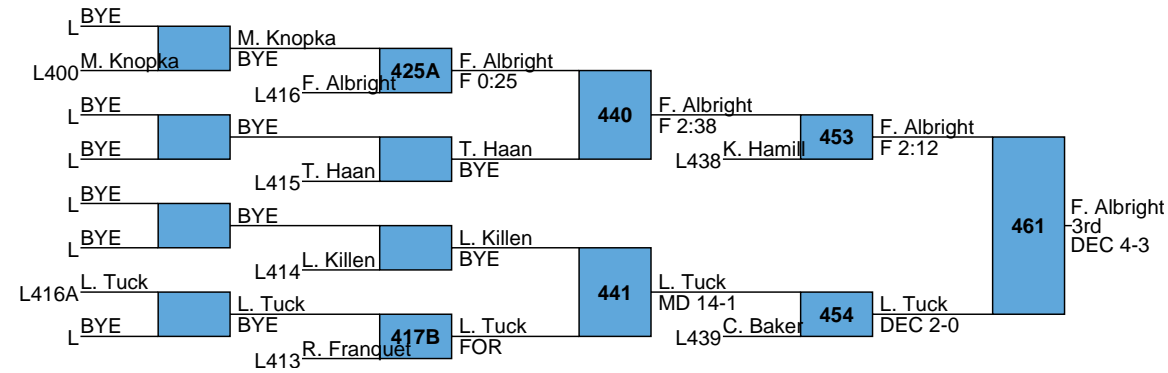 L BYE
L400 M. Knopka
M. Knopka
BYE
L416 F. Albright
425A
F. Albright
F 0:25
L BYE
L BYE
BYE
L415 T. Haan
T. Haan
BYE
440
F. Albright
F 2:38
L438 K. Hamill
453
F. Albright
F 2:12
L BYE
L BYE
BYE
L414 L. Killen
L. Killen
BYE
L416A L. Tuck
L BYE
L. Tuck
BYE
L413 R. Franquet
417B
L. Tuck
FOR
441
L. Tuck
MD 14-1
L439 C. Baker
454
L. Tuck
DEC 2-0
461
F. Albright
3rd
DEC 4-3